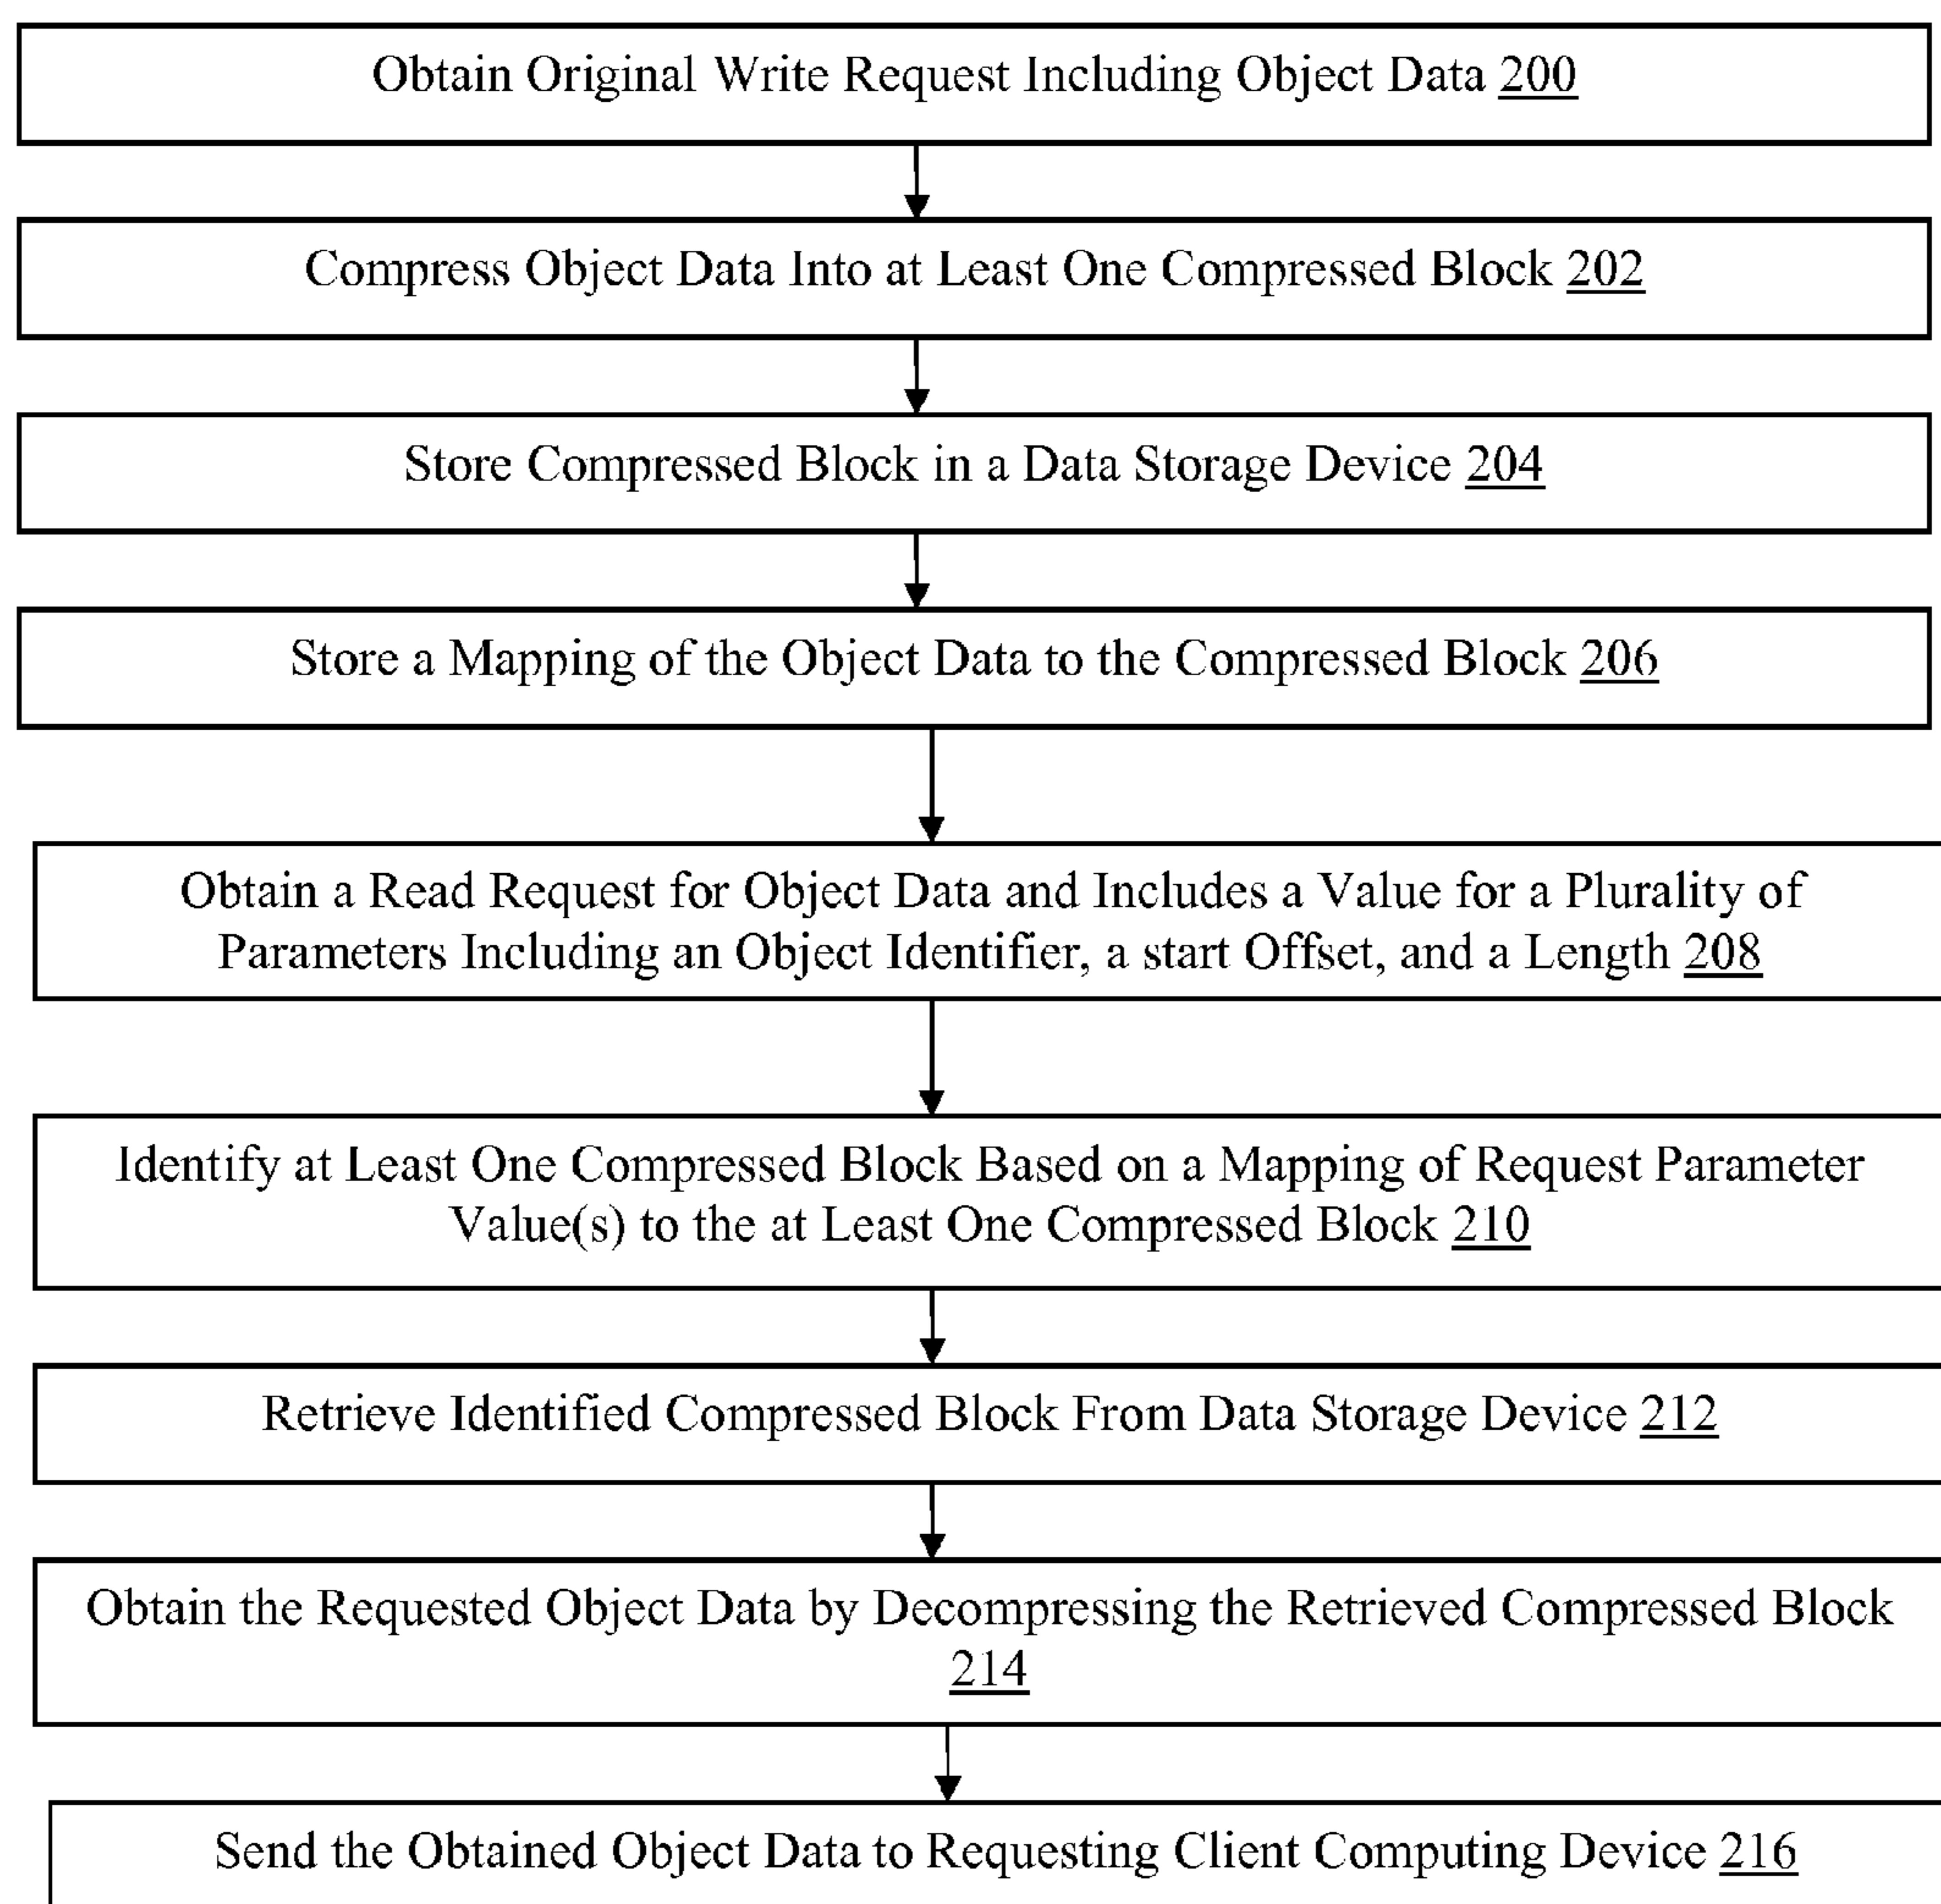 Obtain Original Write Request Including Object Data 200
Compress Object Data Into at Least One Compressed Block 202
Store Compressed Block in a Data Storage Device 204
Store a Mapping of the Object Data to the Compressed Block 206
Obtain a Read Request for Object Data and Includes a Value for a Plurality of
Parameters Including an Object Identifier, a start Offset, and a Length 208
Identify at Least One Compressed Block Based on a Mapping of Request Parameter
Value(s) to the at Least One Compressed Block 210
Retrieve Identified Compressed Block From Data Storage Device 212
Obtain the Requested Object Data by Decompressing the Retrieved Compressed Block
214
Send the Obtained Object Data to Requesting Client Computing Device 216